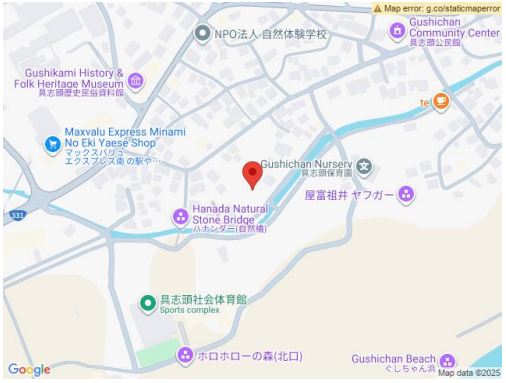 Map error: g.co/staticmaperror
Gushichan
Community Center
具志頭公民館
NPO法人 自然体験学校
Gushikami History &
Folk Heritage Museum
具志頭歴史民俗資料館
te
Maxvalu Express Minami
No Eki Yaese Shop
マックスバリュ
エクスプレス南の駅や...
Gushichan Nursery
具志頭保育園
屋富祖井 ヤフガー
331
Hanada Natural
Stone Bridge
ハナンダー(自然橋)
具志頭社会体育館
Sports complex
ホロホローの森(北口)
Gushichan Beach
ぐしちゃん浜
Google
Map data ©2025